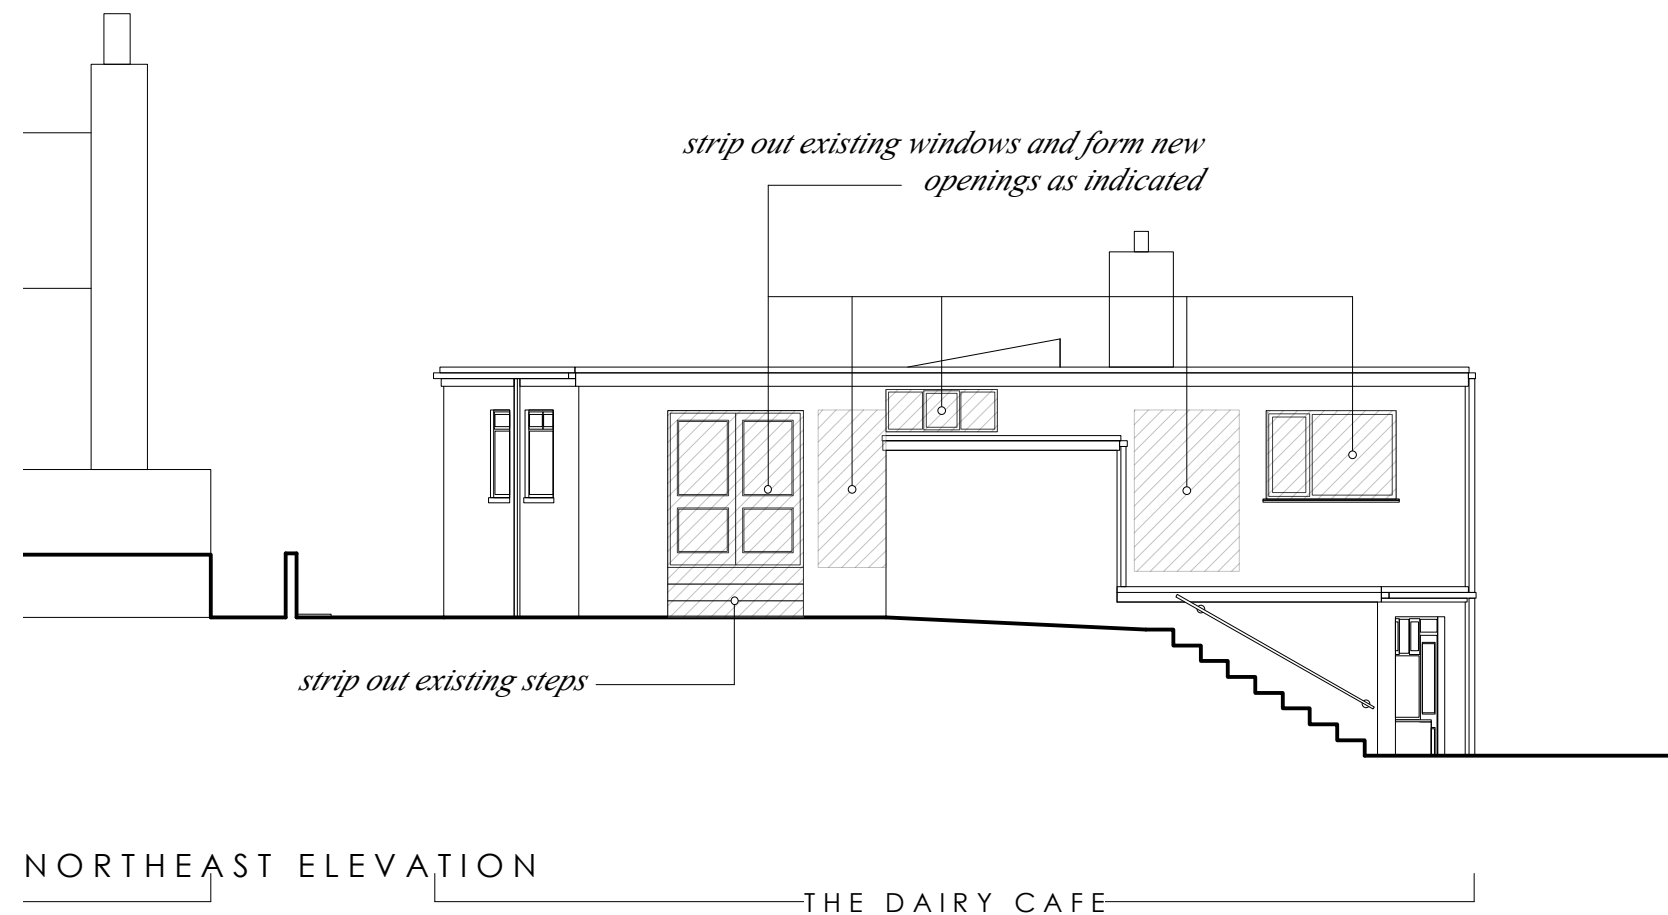 strip out existing windows and form new
openings as indicated
strip out existing steps
NORTHEAST ELEVATION
THE DAIRY CAFE